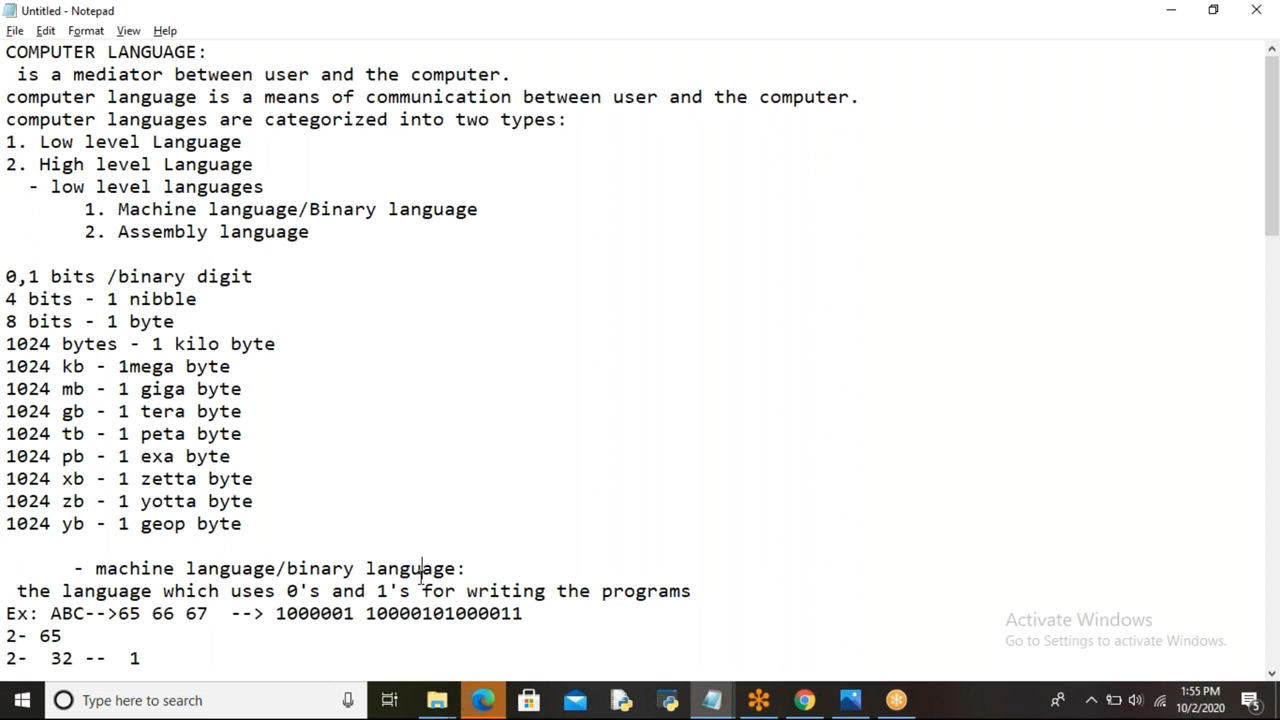 Untitled - Notepad
File Edit Format View Help
COMPUTER LANGUAGE:
is a mediator between user and the computer.
computer language is a means of communication between user and the computer.
computer languages are categorized into two types:
1. Low level Language
2. High level Language
- low level languages
1. Machine language/Binary language
2. Assembly language
0,1 bits /binary digit
4 bits - 1 nibble
8 bits - 1 byte
1024 bytes - 1 kilo byte
1024 kb - 1mega byte
1024 mb - 1 giga byte
1024 gb - 1 tera byte
1024 tb - 1 peta byte
1024 pb - 1 exa byte
1024 xb - 1 zetta byte
1024 zb - 1 yotta byte
1024 yb - 1 geop byte
- machine language/binary language:
the language which uses 0's and 1's for writing the programs
Ex: ABC-->65 66 67 --> 1000001 10000101000011
2- 65
2- 32 -- 1
Activate Windows
Go to Settings to activate Windows.
Type here to search
1:55 PM
10/2/2020
5